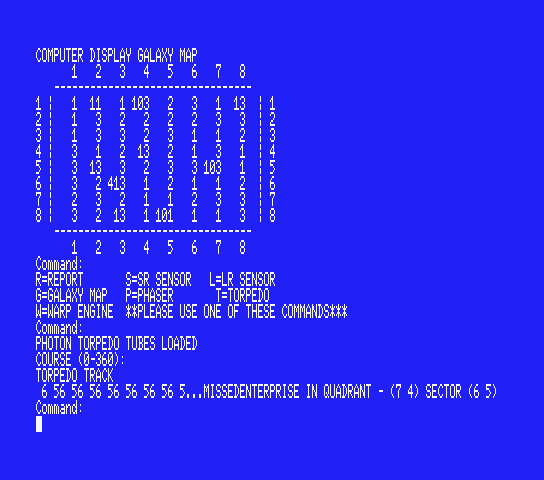 COMPUTER DISPLAY GALAXY MAP
      1  2  3  4  5  6  7  8
   ---------------------------------
1 ¦  1 11  1 103  2  3  1 13 ¦ 1
2 ¦  1  3  2  2  2  2  3  3 ¦ 2
3 ¦  1  3  3  2  3  1  1  2 ¦ 3
4 ¦  3  1  2 13  2  1  3  1 ¦ 4
5 ¦  3 13  3  2  3  3 103  1 ¦ 5
6 ¦  3  2 413  1  2  1  1  2 ¦ 6
7 ¦  2  3  2  1  1  2  3  3 ¦ 7
8 ¦  3  2 13  1 101  1  1  3 ¦ 8
   ---------------------------------
      1  2  3  4  5  6  7  8
Command:
R=REPORT S=SR SENSOR L=LR SENSOR
G=GALAXY MAP P=PHASER T=TORPEDO
W=WARP ENGINE **PLEASE USE ONE OF THESE COMMANDS***
Command:
PHOTON TORPEDO TUBES LOADED
COURSE (0-360):
TORPEDO TRACK
6 56 56 56 56 56 56 56 5...MISSEDENTERPRISE IN QUADRANT - (7 4) SECTOR (6 5)
Command: